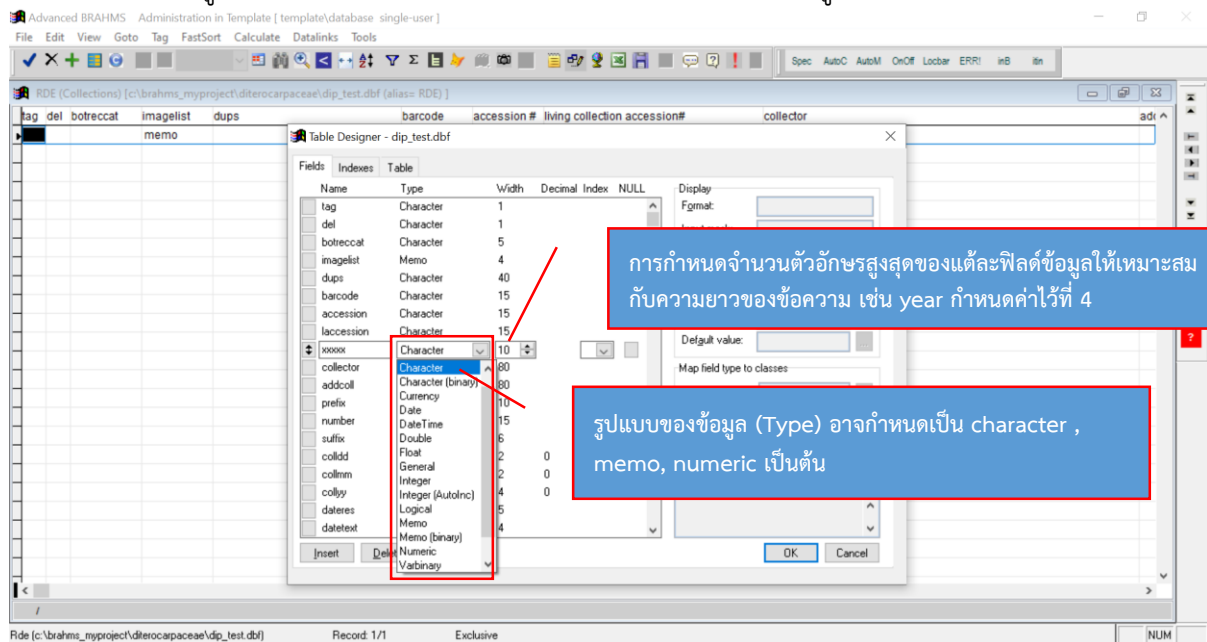 Advanced BRAHMS Administration in Template [ template\database single-user ]
File Edit View Goto Tag FastSort Calculate Datalinks Tools
Spec AutoC AutoM OnOff Locbar ERR! inB itin
RDE (Collections) [c:\brahms_myproject\diterocarpaceae\dip_test.dbf (alias= RDE) ]
tag del botreccat imagelist dups barcode accession # living collection accession# collector
memo
Table Designer - dip_test.dbf
Fields Indexes Table
Name Type Width Decimal Index NULL Display
tag Character 1 Format:
del Character 1
botreccat Character 5
imagelist Memo 4
dups Character 40
barcode Character 15
accession Character 15
laccession Character 15
Default value:
xxxxx Character 10
collector 80 Map field type to classes
addcoll 80
prefix 10
number 15
suffix 6
colldd 2 0
collmm 2 0
collyy 4 0
dateres 5
datetext 4
Character
Character (binary)
Currency
Date
DateTime
Double
Float
General
Integer
Integer (AutoInc)
Logical
Memo
Memo (binary)
Numeric
Varbinary
การกำหนดจำนวนตัวอักษรสูงสุดของแต่ละฟิลด์ข้อมูลให้เหมาะสม
กับความยาวของข้อความ เช่น year กำหนดค่าไว้ที่ 4
รูปแบบของข้อมูล (Type) อาจกำหนดเป็น character ,
memo, numeric เป็นต้น
Insert OK Cancel
/
Rde (c:\brahms_myproject\diterocarpaceae\dip_test.dbf) Record: 1/1 Exclusive NUM